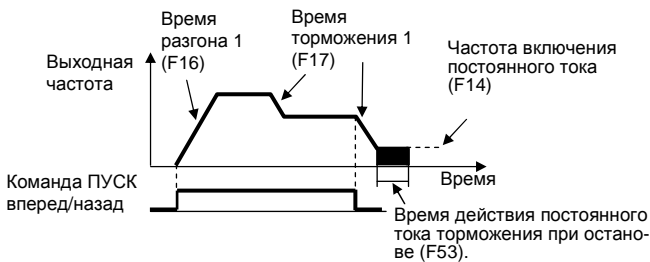 Время
разгона 1
(F16)
Время
торможения 1
(F17)
Частота включения
постоянного тока
(F14)
Выходная
частота
Время
Команда ПУСК
вперед/назад
Время действия постоянного
тока торможения при остано-
ве (F53).